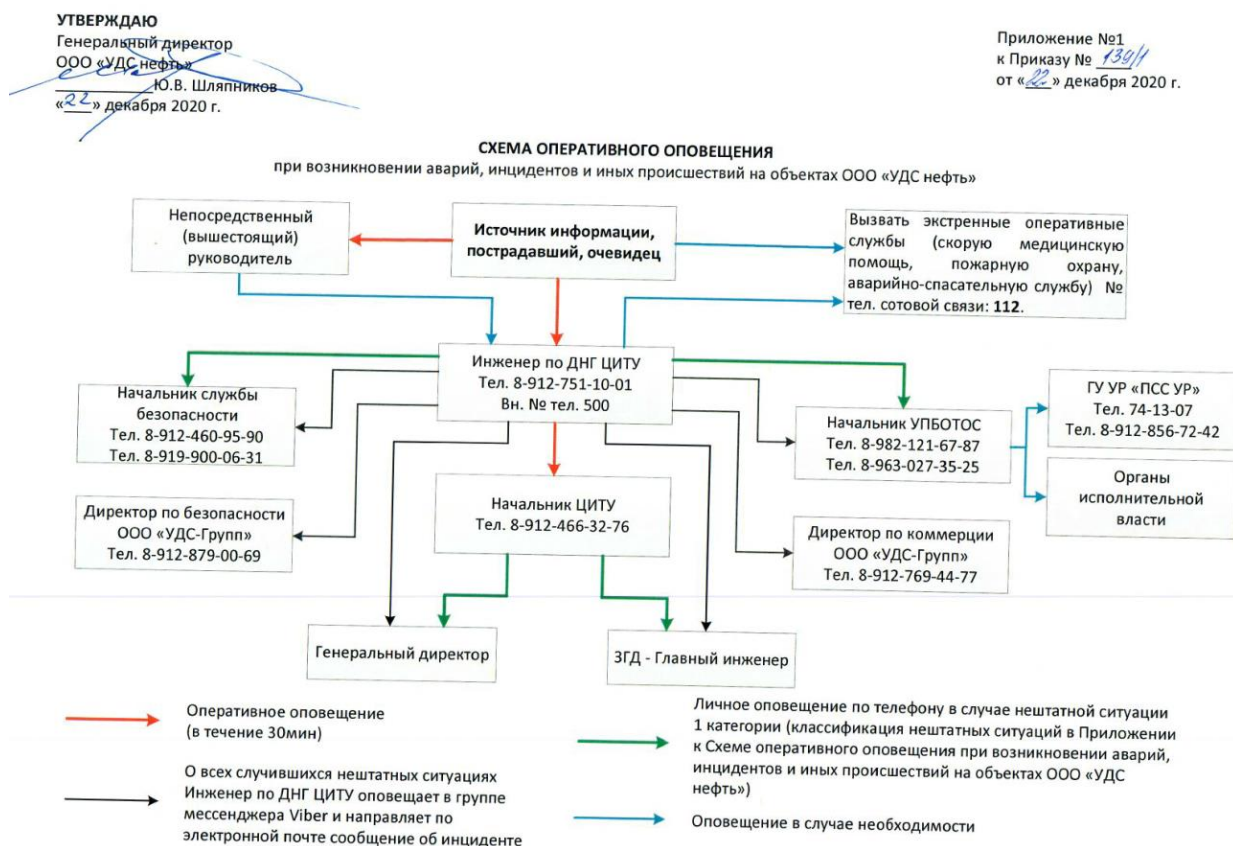 УТВЕРЖДАЮ
Генеральный директор
ООО «УДС нефть»
Ю.В. Шляпников
«22» декабря 2020 г.
Приложение №1
к Приказу № 139/1
от «22» декабря 2020 г.
СХЕМА ОПЕРАТИВНОГО ОПОВЕЩЕНИЯ
при возникновении аварий, инцидентов и иных происшествий на объектах ООО «УДС нефть»
Непосредственный
(вышестоящий)
руководитель
Источник информации,
пострадавший, очевидец
Вызвать экстренные оперативные
службы (скорую медицинскую
помощь, пожарную охрану,
аварийно-спасательную службу) №
тел. сотовой связи: 112.
Инженер по ДНГ ЦИТУ
Тел. 8-912-751-10-01
Вн. № тел. 500
Начальник службы
безопасности
Тел. 8-912-460-95-90
Тел. 8-919-900-06-31
Начальник УПБОТОС
Тел. 8-982-121-67-87
Тел. 8-963-027-35-25
ГУ УР «ПСС УР»
Тел. 74-13-07
Тел. 8-912-856-72-42
Органы
исполнительной
власти
Директор по безопасности
ООО «УДС-Групп»
Тел. 8-912-879-00-69
Начальник ЦИТУ
Тел. 8-912-466-32-76
Директор по коммерции
ООО «УДС-Групп»
Тел. 8-912-769-44-77
Генеральный директор
ЗГД - Главный инженер
Оперативное оповещение
(в течение 30мин)
О всех случившихся нештатных ситуациях
Инженер по ДНГ ЦИТУ оповещает в группе
мессенджера Viber и направляет по
электронной почте сообщение об инциденте
Личное оповещение по телефону в случае нештатной ситуации
1 категории (классификация нештатных ситуаций в Приложении
к Схеме оперативного оповещения при возникновении аварий,
инцидентов и иных происшествий на объектах ООО «УДС
нефть»)
Оповещение в случае необходимости